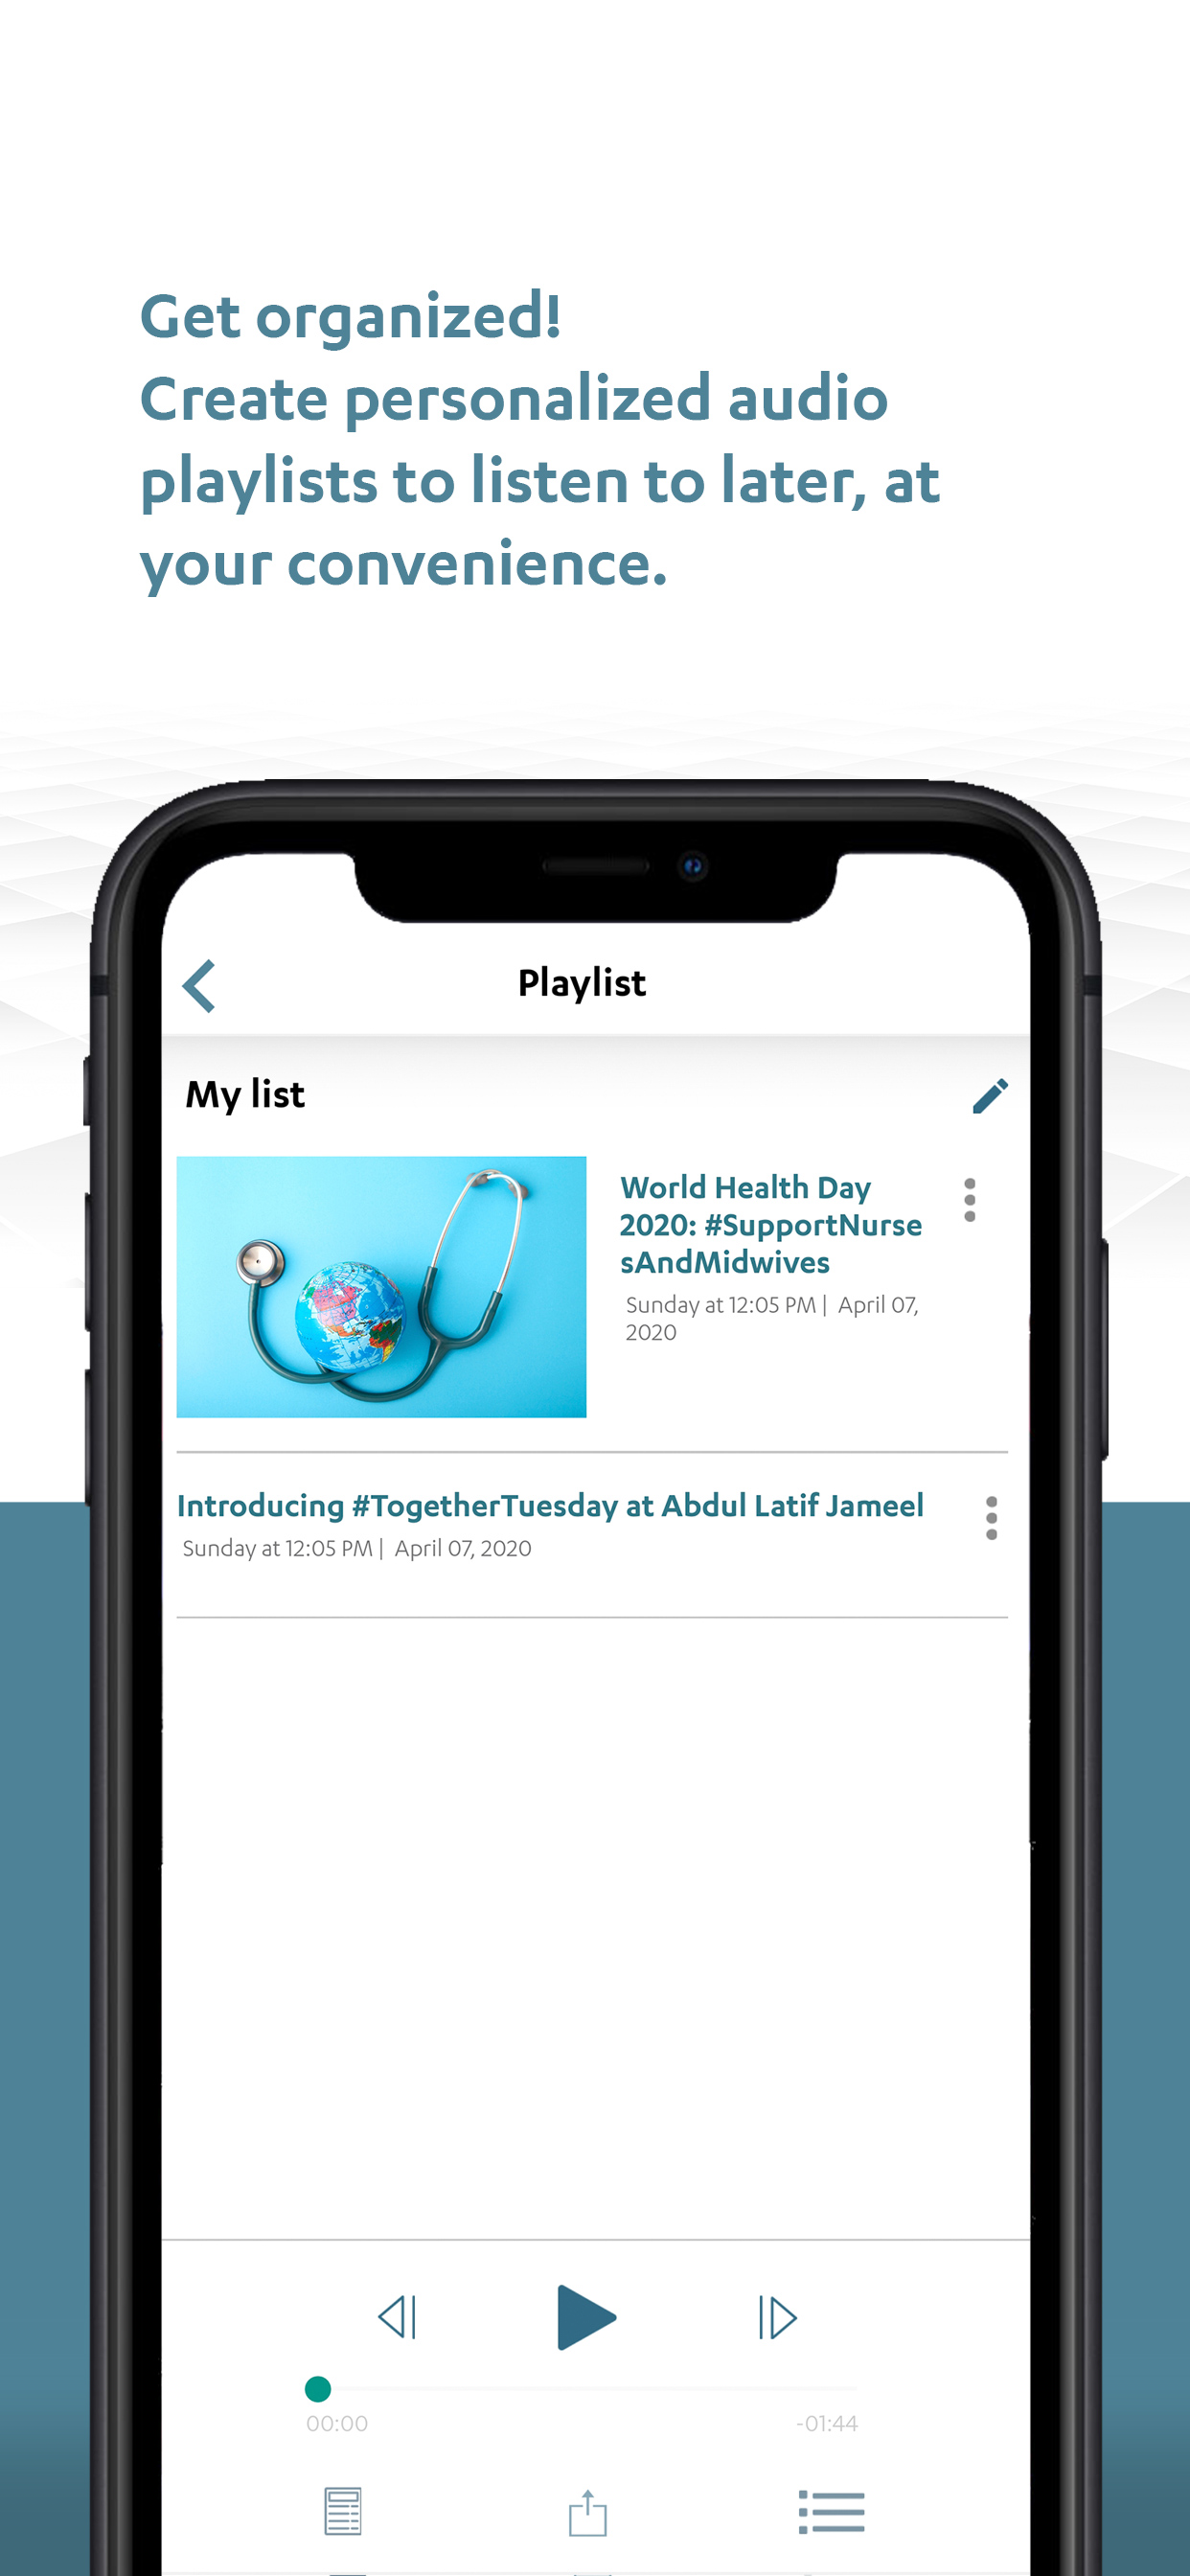 Get organized!
Create personalized audio
playlists to listen to later, at
your convenience.
Playlist
My list
World Health Day
2020: #SupportNurse
sAndMidwives
Sunday at 12:05 PM | April 07,
2020
Introducing #TogetherTuesday at Abdul Latif Jameel
Sunday at 12:05 PM | April 07, 2020
00:00
-01:44